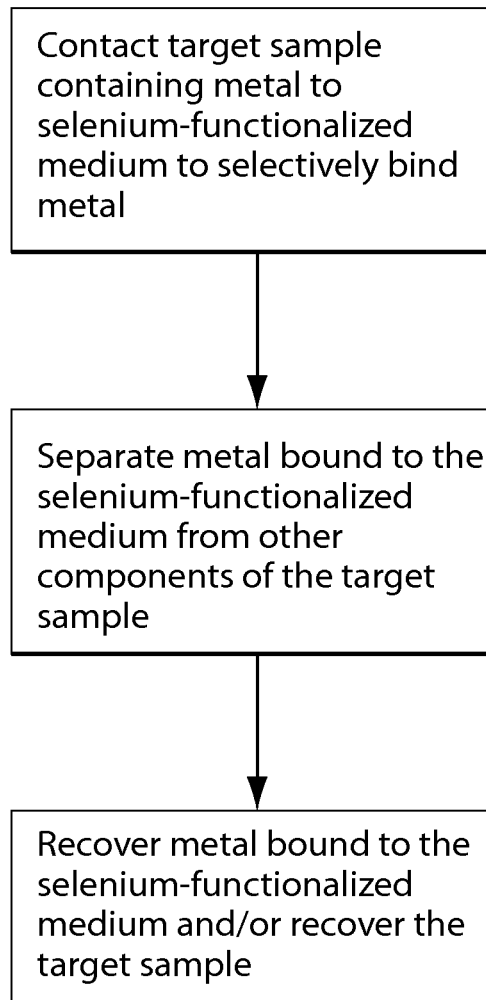 Contact target sample
containing metal to
selenium-functionalized
medium to selectively bind
metal
Separate metal bound to the
selenium-functionalized
medium from other
components of the target
sample
Recover metal bound to the
selenium-functionalized
medium and/or recover the
target sample